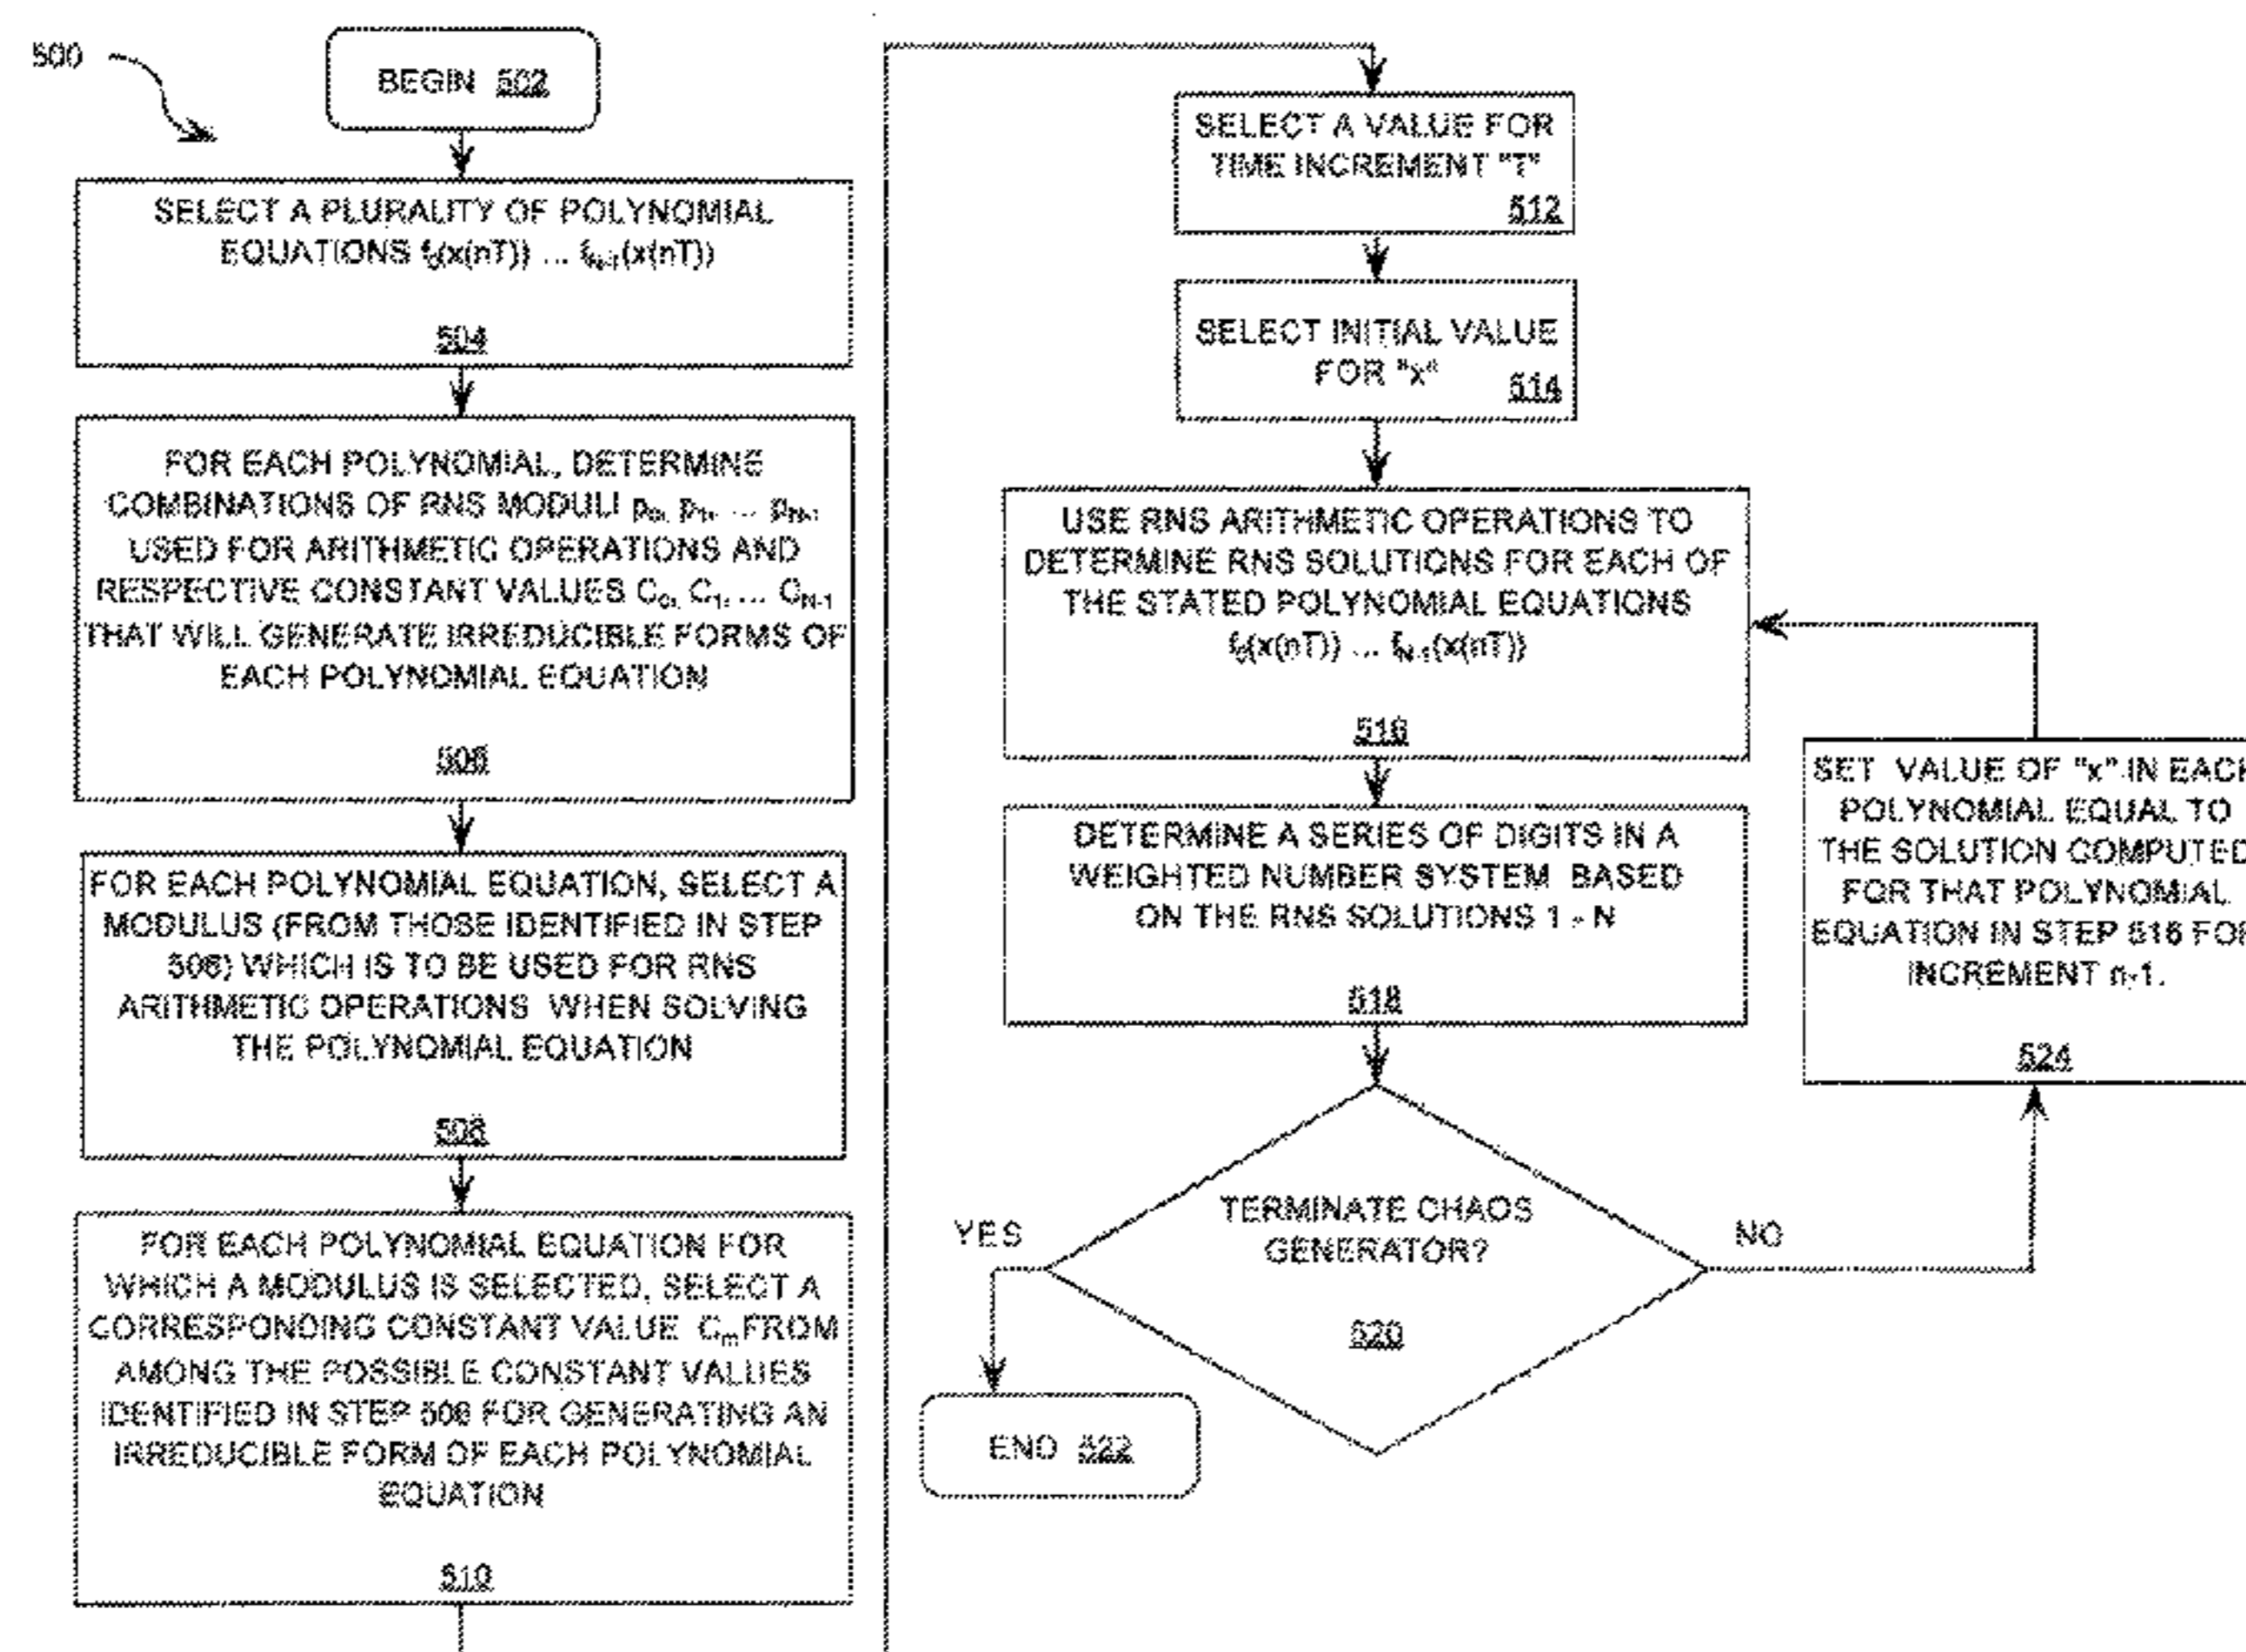 500
BEGIN 502
SELECT A PLURALITY OF POLYNOMIAL
EQUATIONS f₀(x(nT)) ... fN-1(x(nT))
504
FOR EACH POLYNOMIAL, DETERMINE
COMBINATIONS OF RNS MODULI p₀, p₁, ... pN-1
USED FOR ARITHMETIC OPERATIONS AND
RESPECTIVE CONSTANT VALUES C₀, C₁, ... CN-1
THAT WILL GENERATE IRREDUCIBLE FORMS OF
EACH POLYNOMIAL EQUATION
506
FOR EACH POLYNOMIAL EQUATION, SELECT A
MODULUS (FROM THOSE IDENTIFIED IN STEP
506) WHICH IS TO BE USED FOR RNS
ARITHMETIC OPERATIONS WHEN SOLVING
THE POLYNOMIAL EQUATION
508
FOR EACH POLYNOMIAL EQUATION FOR
WHICH A MODULUS IS SELECTED, SELECT A
CORRESPONDING CONSTANT VALUE Cm FROM
AMONG THE POSSIBLE CONSTANT VALUES
IDENTIFIED IN STEP 506 FOR GENERATING AN
IRREDUCIBLE FORM OF EACH POLYNOMIAL
EQUATION
510
SELECT A VALUE FOR
TIME INCREMENT "T"
512
SELECT INITIAL VALUE
FOR "x"
514
USE RNS ARITHMETIC OPERATIONS TO
DETERMINE RNS SOLUTIONS FOR EACH OF
THE STATED POLYNOMIAL EQUATIONS
f₀(x(nT)) ... fN-1(x(nT))
516
DETERMINE A SERIES OF DIGITS IN A
WEIGHTED NUMBER SYSTEM BASED
ON THE RNS SOLUTIONS 1 - N
518
TERMINATE CHAOS
GENERATOR?
520
YES
NO
END 522
SET VALUE OF "x" IN EACH
POLYNOMIAL EQUAL TO
THE SOLUTION COMPUTED
FOR THAT POLYNOMIAL
EQUATION IN STEP 516 FOR
INCREMENT n-1.
524